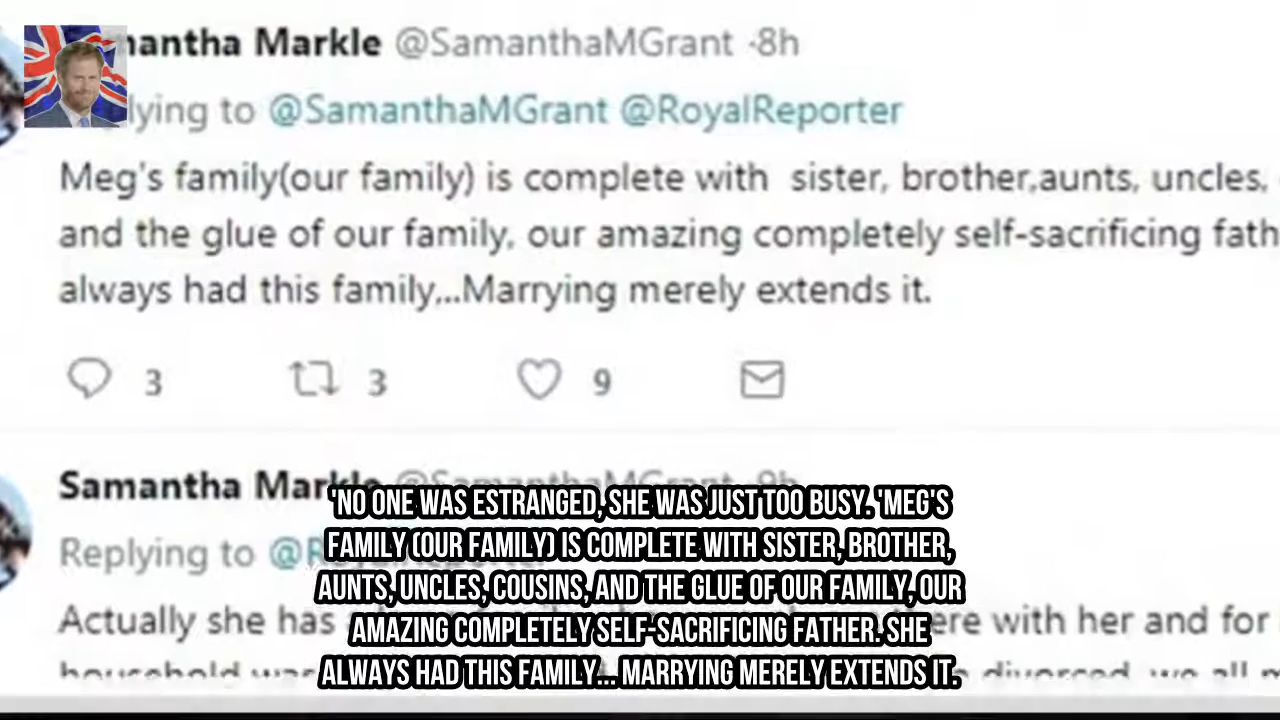 mantha Markle @SamanthaMGrant ·8h
lying to @SamanthaMGrant @RoyalReporter
Meg's family(our family) is complete with sister, brother,aunts, uncles,
and the glue of our family, our amazing completely self-sacrificing fath
always had this family,..Marrying merely extends it.
3 3 9
Samantha Markle @SamanthaMGrant
'NO ONE WAS ESTRANGED, SHE WAS JUST TOO BUSY. 'MEG'S
FAMILY (OUR FAMILY) IS COMPLETE WITH SISTER, BROTHER,
AUNTS, UNCLES, COUSINS, AND THE GLUE OF OUR FAMILY, OUR
AMAZING COMPLETELY SELF-SACRIFICING FATHER. SHE
ALWAYS HAD THIS FAMILY... MARRYING MERELY EXTENDS IT.
Replying to
Actually she has ere with her and for
household divorced, we all